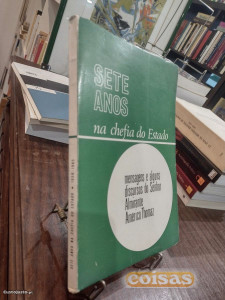 SETE
ANOS
na chefia do Estado
mensagens e alguns
discursos do Senhor
Almirante
Américo Thomaz
coisas